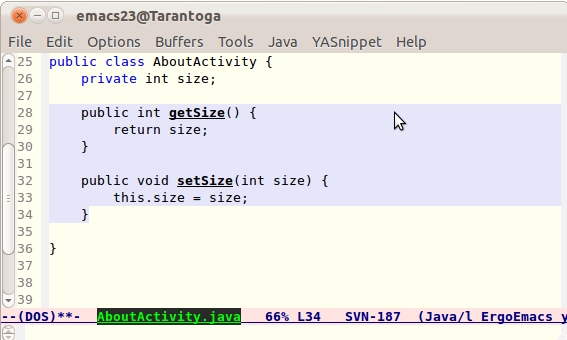 emacs23@Tarantoga
File Edit Options Buffers Tools Java YASnippet Help
25 public class AboutActivity {
26     private int size;
27
28     public int getSize() {
29         return size;
30     }
31
32     public void setSize(int size) {
33         this.size = size;
34     }
35
36 }
37
38
39
--(DOS)**-  AboutActivity.java   66% L34   SVN-187  (Java/l ErgoEmacs y